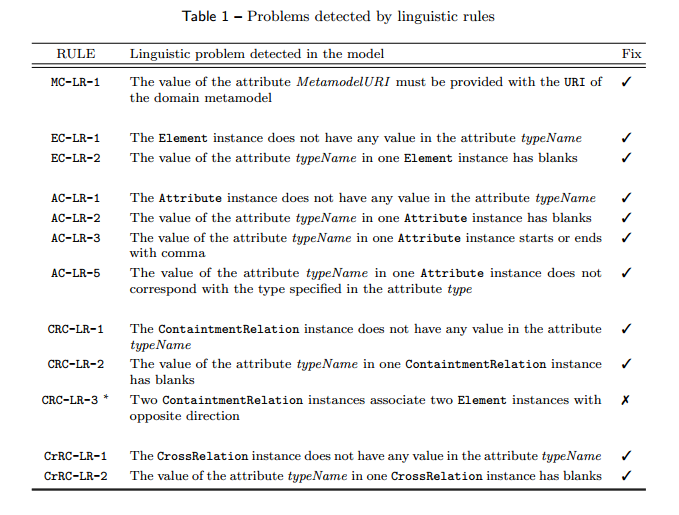 Table 1 – Problems detected by linguistic rules
RULE Linguistic problem detected in the model Fix
MC-LR-1 The value of the attribute MetamodelURI must be provided with the URI of ✓
the domain metamodel
EC-LR-1 The Element instance does not have any value in the attribute typeName ✓
EC-LR-2 The value of the attribute typeName in one Element instance has blanks ✓
AC-LR-1 The Attribute instance does not have any value in the attribute typeName ✓
AC-LR-2 The value of the attribute typeName in one Attribute instance has blanks ✓
AC-LR-3 The value of the attribute typeName in one Attribute instance starts or ends ✓
with comma
AC-LR-5 The value of the attribute typeName in one Attribute instance does not ✓
correspond with the type specified in the attribute type
CRC-LR-1 The ContaintmentRelation instance does not have any value in the attribute ✓
typeName
CRC-LR-2 The value of the attribute typeName in one ContaintmentRelation instance ✓
has blanks
CRC-LR-3 * Two ContaintmentRelation instances associate two Element instances with ✗
opposite direction
CrRC-LR-1 The CrossRelation instance does not have any value in the attribute typeName ✓
CrRC-LR-2 The value of the attribute typeName in one CrossRelation instance has blanks ✓